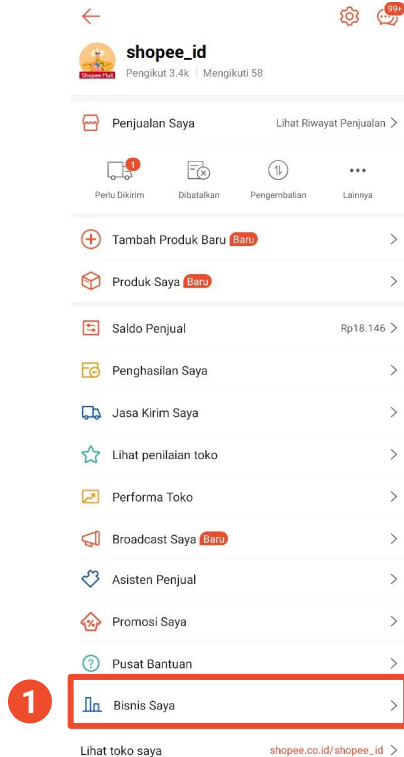 99+
shopee_id
Shopee Mall
Pengikut 3.4k | Mengikuti 58
Penjualan Saya Lihat Riwayat Penjualan
1
Perlu Dikirim Dibatalkan Pengembalian Lainnya
Tambah Produk Baru Baru
Produk Saya Baru
Saldo Penjual Rp18.146
Penghasilan Saya
Jasa Kirim Saya
Lihat penilaian toko
Performa Toko
Broadcast Saya Baru
Asisten Penjual
Promosi Saya
Pusat Bantuan
1 Bisnis Saya
Lihat toko saya shopee.co.id/shopee_id